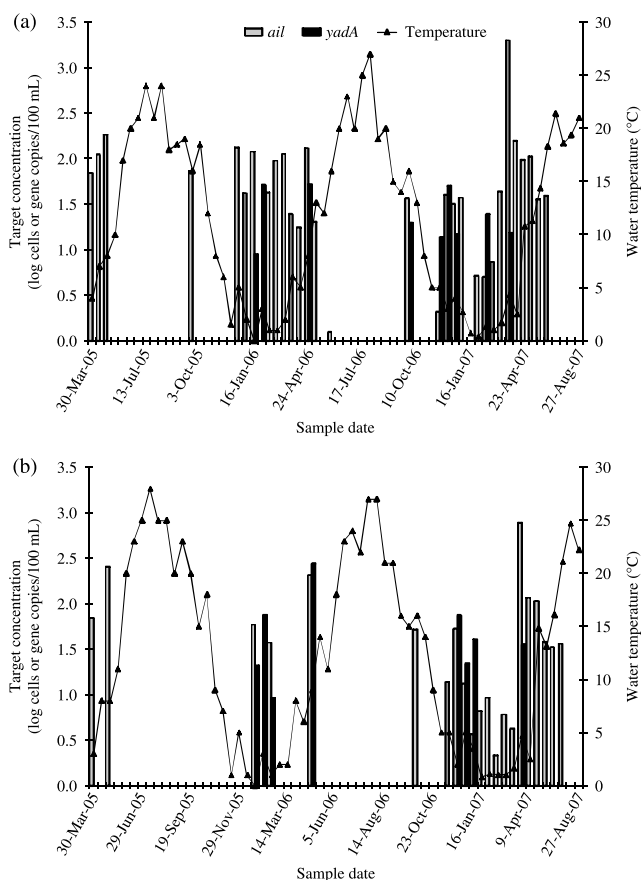 (a)
ail yadA Temperature
Target concentration
(log cells or gene copies/100 mL)
3.5
3.0
2.5
2.0
1.5
1.0
0.5
0.0
30
25
20
15
10
5
0
Water temperature (°C)
30-Mar-05 13-Jul-05 3-Oct-05 16-Jan-06 24-Apr-06 17-Jul-06 10-Oct-06 16-Jan-07 23-Apr-07 27-Aug-07
Sample date
(b)
Target concentration
(log cells or gene copies/100 mL)
3.5
3.0
2.5
2.0
1.5
1.0
0.5
0.0
30
25
20
15
10
5
0
Water temperature (°C)
30-Mar-05 29-Jun-05 19-Sep-05 29-Nov-05 14-Mar-06 5-Jun-06 14-Aug-06 23-Oct-06 16-Jan-07 9-Apr-07 27-Aug-07
Sample date